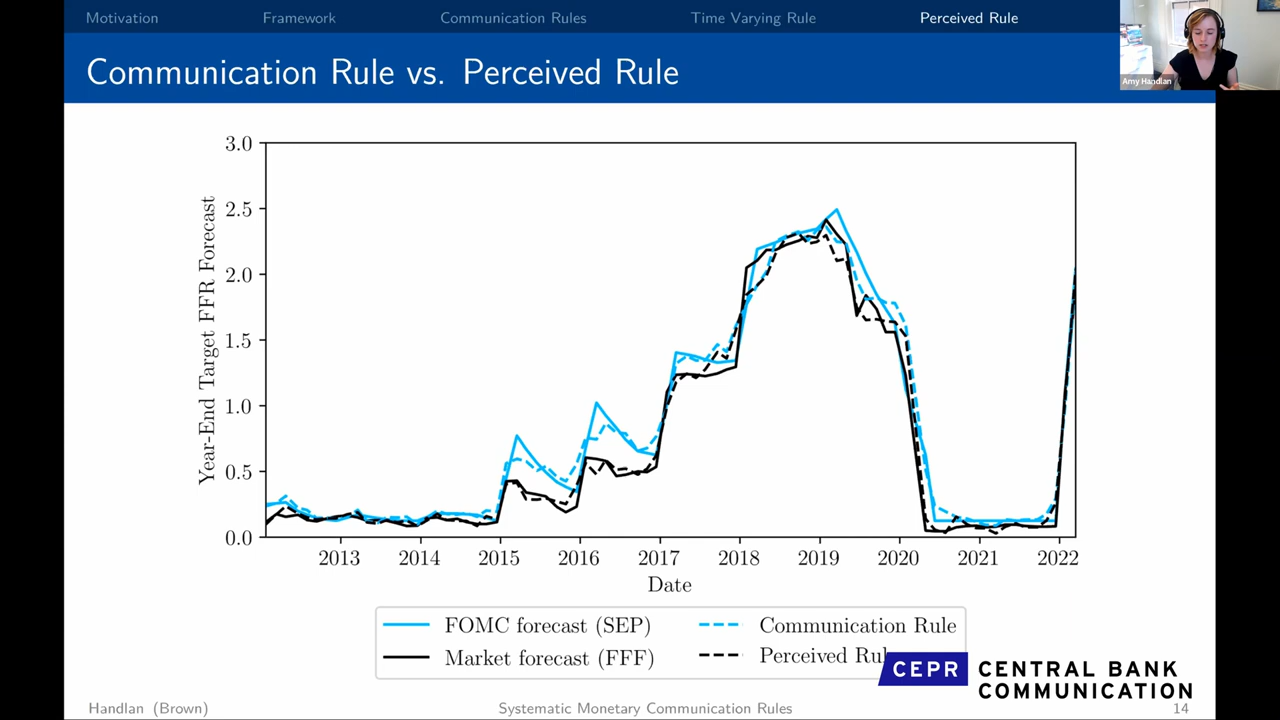 Motivation Framework Communication Rules Time Varying Rule Perceived Rule
Amy Handlan
Communication Rule vs. Perceived Rule
Year-End Target FFR Forecast
3.0
2.5
2.0
1.5
1.0
0.5
0.0
2013 2014 2015 2016 2017 2018 2019 2020 2021 2022
Date
FOMC forecast (SEP) Communication Rule
Market forecast (FFF) Perceived Rul
CEPR CENTRAL BANK
COMMUNICATION
Handlan (Brown) Systematic Monetary Communication Rules 14